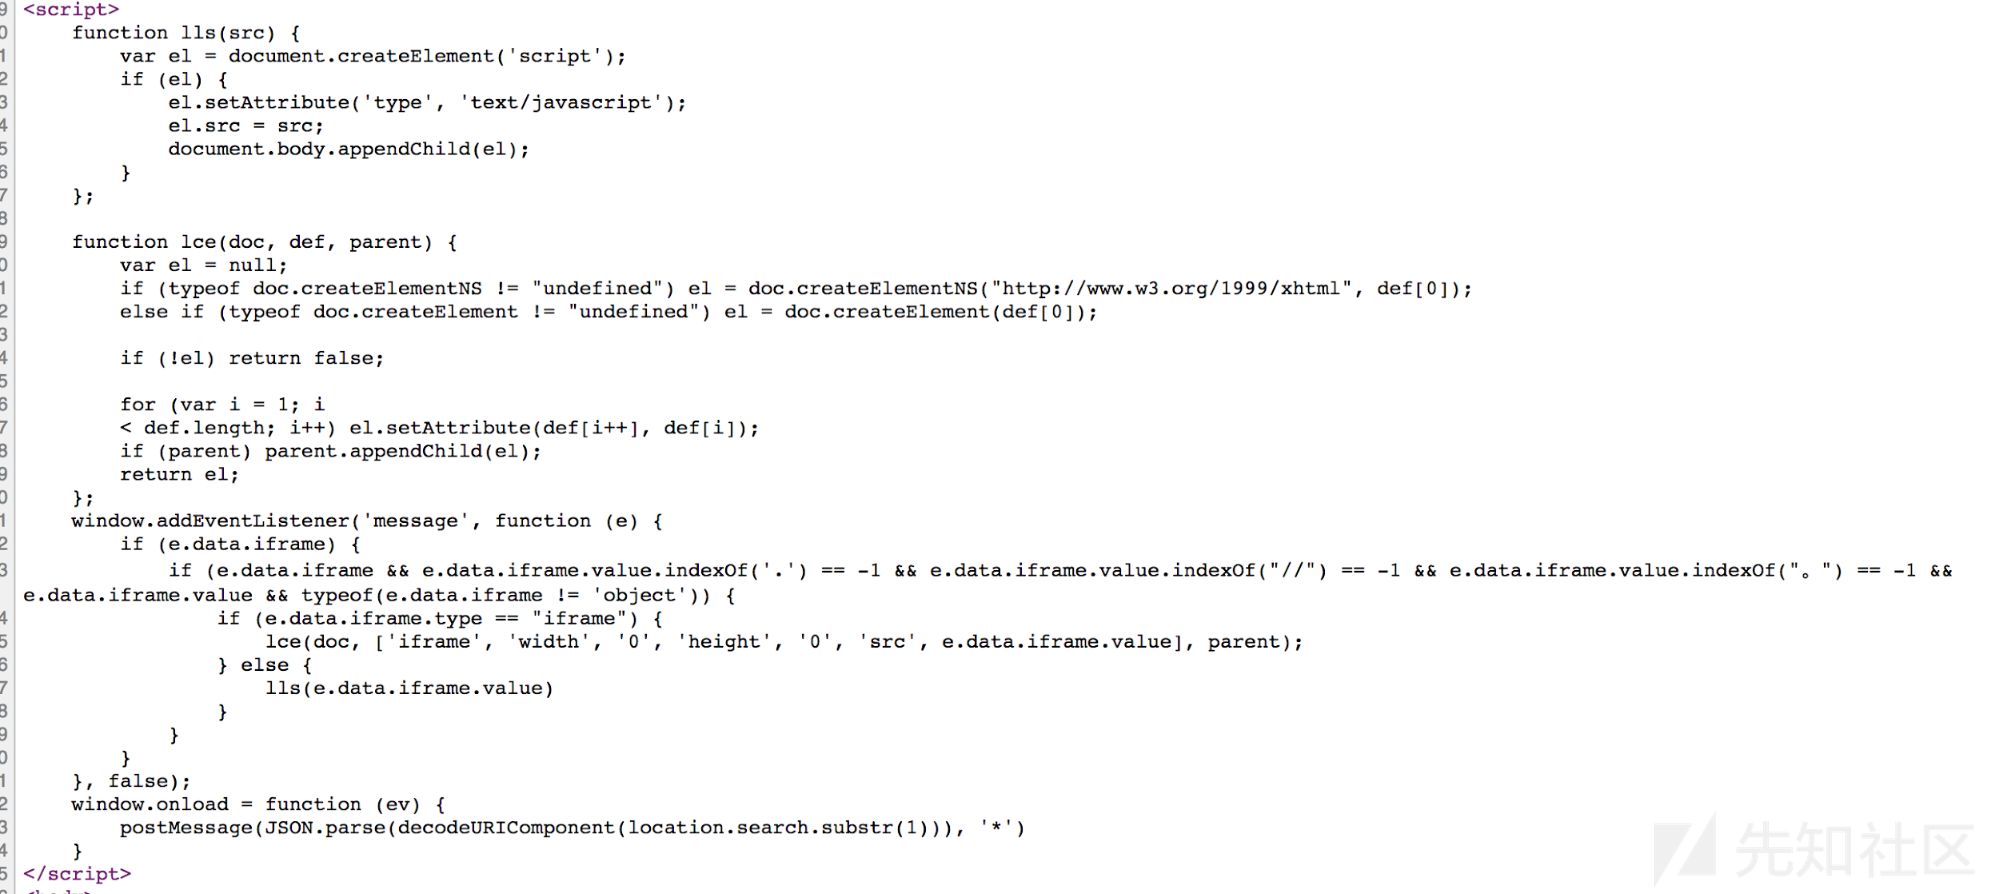 9 <script>
0 function lls(src) {
1 var el = document.createElement('script');
2 if (el) {
3 el.setAttribute('type', 'text/javascript');
4 el.src = src;
5 document.body.appendChild(el);
6 }
7 };
8
9 function lce(doc, def, parent) {
0 var el = null;
1 if (typeof doc.createElementNS != "undefined") el = doc.createElementNS("http://www.w3.org/1999/xhtml", def[0]);
2 else if (typeof doc.createElement != "undefined") el = doc.createElement(def[0]);
3
4 if (!el) return false;
5
6 for (var i = 1; i
7 < def.length; i++) el.setAttribute(def[i++], def[i]);
8 if (parent) parent.appendChild(el);
9 return el;
0 };
1 window.addEventListener('message', function (e) {
2 if (e.data.iframe) {
3 if (e.data.iframe && e.data.iframe.value.indexOf('.') == -1 && e.data.iframe.value.indexOf("//") == -1 && e.data.iframe.value.indexOf("。") == -1 &&
e.data.iframe.value && typeof(e.data.iframe != 'object')) {
4 if (e.data.iframe.type == "iframe") {
5 lce(doc, ['iframe', 'width', '0', 'height', '0', 'src', e.data.iframe.value], parent);
6 } else {
7 lls(e.data.iframe.value)
8 }
9 }
0 }
1 }, false);
2 window.onload = function (ev) {
3 postMessage(JSON.parse(decodeURIComponent(location.search.substr(1))), '*')
4 }
5 </script>
先知社区